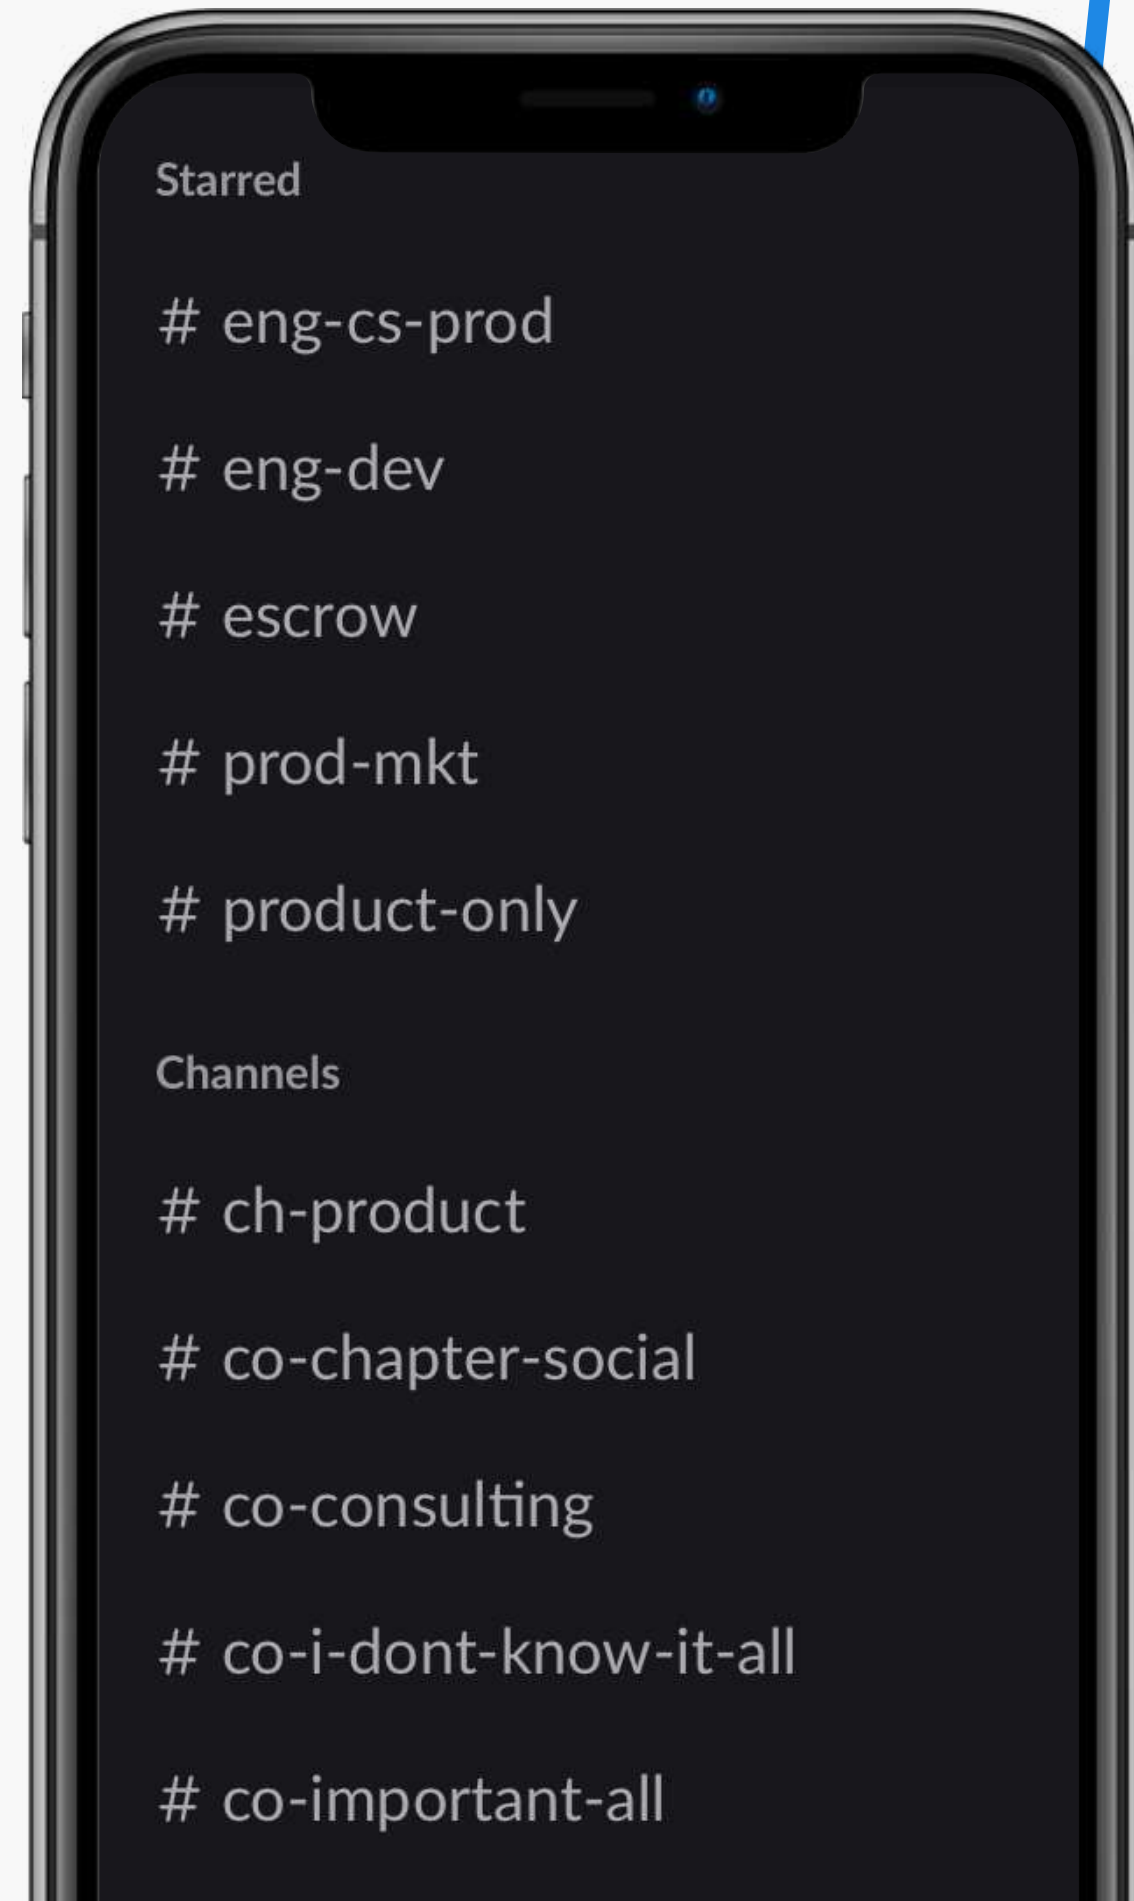 Starred
# eng-cs-prod
# eng-dev
# escrow
# prod-mkt
# product-only
Channels
# ch-product
# co-chapter-social
# co-consulting
# co-i-dont-know-it-all
# co-important-all